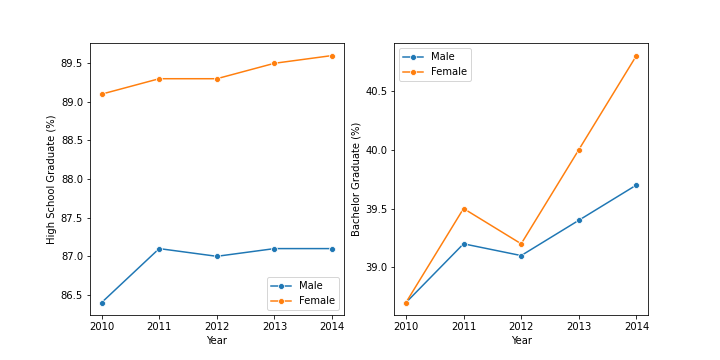 High School Graduate (%)
89.5
89.0
88.5
88.0
87.5
87.0
86.5
2010 2011 2012 2013 2014
Year
Male
Female
Bachelor Graduate (%)
40.5
40.0
39.5
39.0
2010 2011 2012 2013 2014
Year
Male
Female